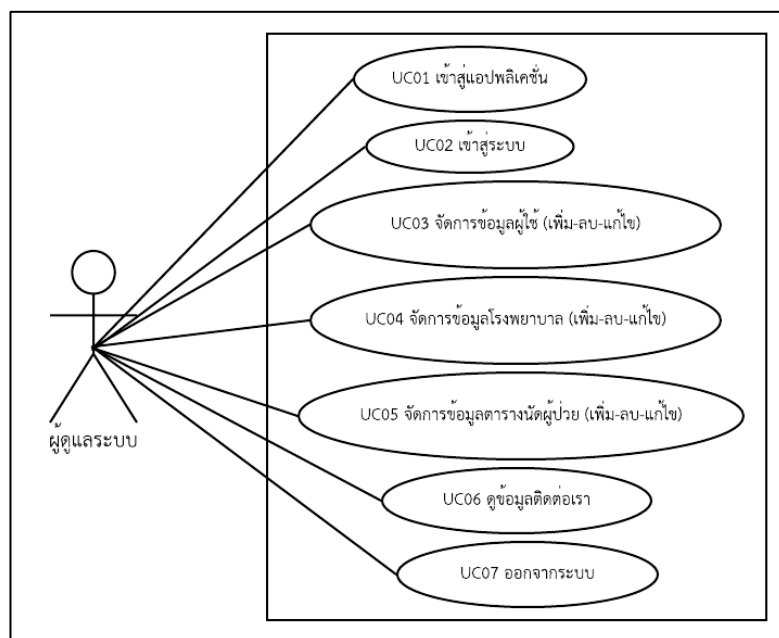 UC01 เข้าสู่แอปพลิเคชั่น
UC02 เข้าสู่ระบบ
UC03 จัดการข้อมูลผู้ใช้ (เพิ่ม-ลบ-แก้ไข)
UC04 จัดการข้อมูลโรงพยาบาล (เพิ่ม-ลบ-แก้ไข)
UC05 จัดการข้อมูลตารางนัดผู้ป่วย (เพิ่ม-ลบ-แก้ไข)
ผู้ดูแลระบบ
UC06 ดูข้อมูลติดต่อเรา
UC07 ออกจากระบบ